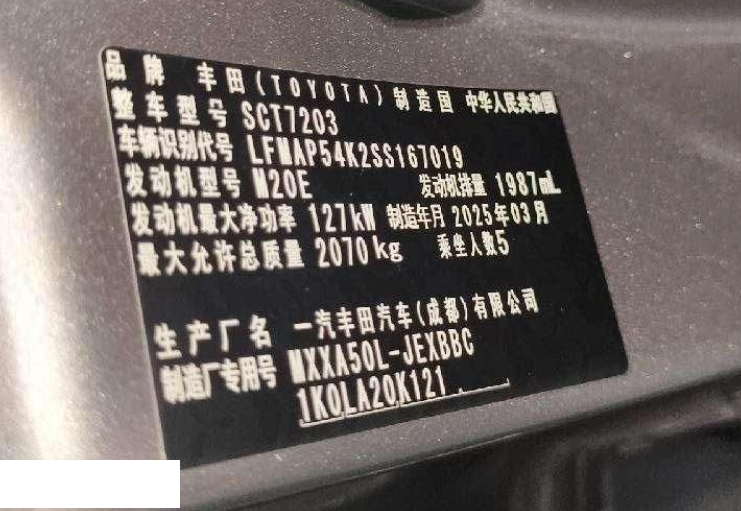 品牌 丰田(TOYOTA) 制造国 中华人民共和国
整车型号 SCT7203
车辆识别代号 LFMAP54K2SS167019
发动机型号 M20E 发动机排量 1987mL
发动机最大净功率 127kW 制造年月 2025年03月
最大允许总质量 2070kg 乘坐人数5
生产厂名 一汽丰田汽车(成都)有限公司
制造厂专用号 MXXA50L-JEXBBC
1K0LA20K121